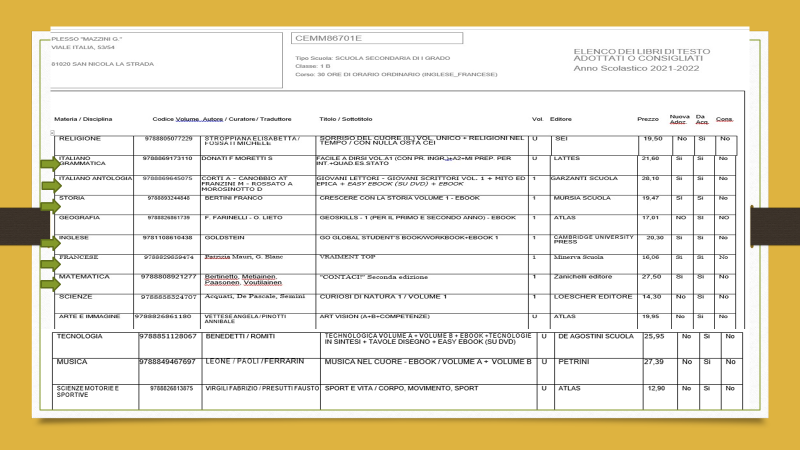 PLESSO "MAZZINI G."
VIALE ITALIA, 53/54
81020 SAN NICOLA LA STRADA
CEMM86701E
Tipo Scuola: SCUOLA SECONDARIA DI I GRADO
Classe: 1 B
Corso: 30 ORE DI ORARIO ORDINARIO (INGLESE_FRANCESE)
ELENCO DEI LIBRI DI TESTO
ADOTTATI O CONSIGLIATI
Anno Scolastico 2021-2022
Materia / Disciplina Codice Volume Autore / Curatore / Traduttore Titolo / Sottotitolo Vol. Editore Prezzo Nuova Adoz. Da Acq. Cons.
RELIGIONE 9788805077229 STROPPIANA ELISABETTA / FOSSATI MICHELE SORRISO DEL CUORE (IL) VOL. UNICO + RELIGIONI NEL TEMPO / CON NULLA OSTA CEI U SEI 19,50 No Si No
ITALIANO GRAMMATICA 9788869173110 DONATI F MORETTI S FACILE A DIRSI VOL.A1 (CON PR. INGR.)+A2+MI PREP. PER INT.+QUAD.ES.STATO U LATTES 21,60 Si Si No
ITALIANO ANTOLOGIA 9788869645075 CORTI A - CANOBBIO AT FRANZINI M - ROSSATO A MOROSINOTTO D GIOVANI LETTORI - GIOVANI SCRITTORI VOL. 1 + MITO ED EPICA + EASY EBOOK (SU DVD) + EBOOK 1 GARZANTI SCUOLA 28,10 Si Si No
STORIA 9788893244848 BERTINI FRANCO CRESCERE CON LA STORIA VOLUME 1 - EBOOK 1 MURSIA SCUOLA 19,47 Si Si No
GEOGRAFIA 9788826861739 F. FARINELLI - O. LIETO GEOSKILLS - 1 (PER IL PRIMO E SECONDO ANNO) - EBOOK 1 ATLAS 17,01 NO Si NO
INGLESE 9781108610438 GOLDSTEIN GO GLOBAL STUDENT'S BOOK/WORKBOOK+EBOOK 1 1 CAMBRIDGE UNIVERSITY PRESS 20,30 Si Si No
FRANCESE 9788829859474 Patrizia Mauri, G. Blanc VRAIMENT TOP 1 Minerva Scuola 16,06 Si Si No
MATEMATICA 9788808921277 Bertinetto, Metiainen, Paasonen, Voutilainen "CONTACI!" Seconda edizione 1 Zanichelli editore 27,50 Si Si No
SCIENZE 9788858324707 Acquati, De Pascale, Semini CURIOSI DI NATURA 1 / VOLUME 1 1 LOESCHER EDITORE 14,30 No Si No
ARTE E IMMAGINE 9788826861180 VETTESE ANGELA / PINOTTI ANNIBALE ART VISION (A+B+COMPETENZE) U ATLAS 19,95 No Si No
TECNOLOGIA 9788851128067 BENEDETTI / ROMITI TECHNOLOGICA VOLUME A + VOLUME B + EBOOK +TECNOLOGIE IN SINTESI + TAVOLE DISEGNO + EASY EBOOK (SU DVD) U DE AGOSTINI SCUOLA 25,95 No Si No
MUSICA 9788849467697 LEONE / PAOLI / FERRARIN MUSICA NEL CUORE - EBOOK / VOLUME A + VOLUME B U PETRINI 27,39 No Si No
SCIENZE MOTORIE E SPORTIVE 9788826813875 VIRGILI FABRIZIO / PRESUTTI FAUSTO SPORT E VITA / CORPO, MOVIMENTO, SPORT U ATLAS 12,90 No Si No